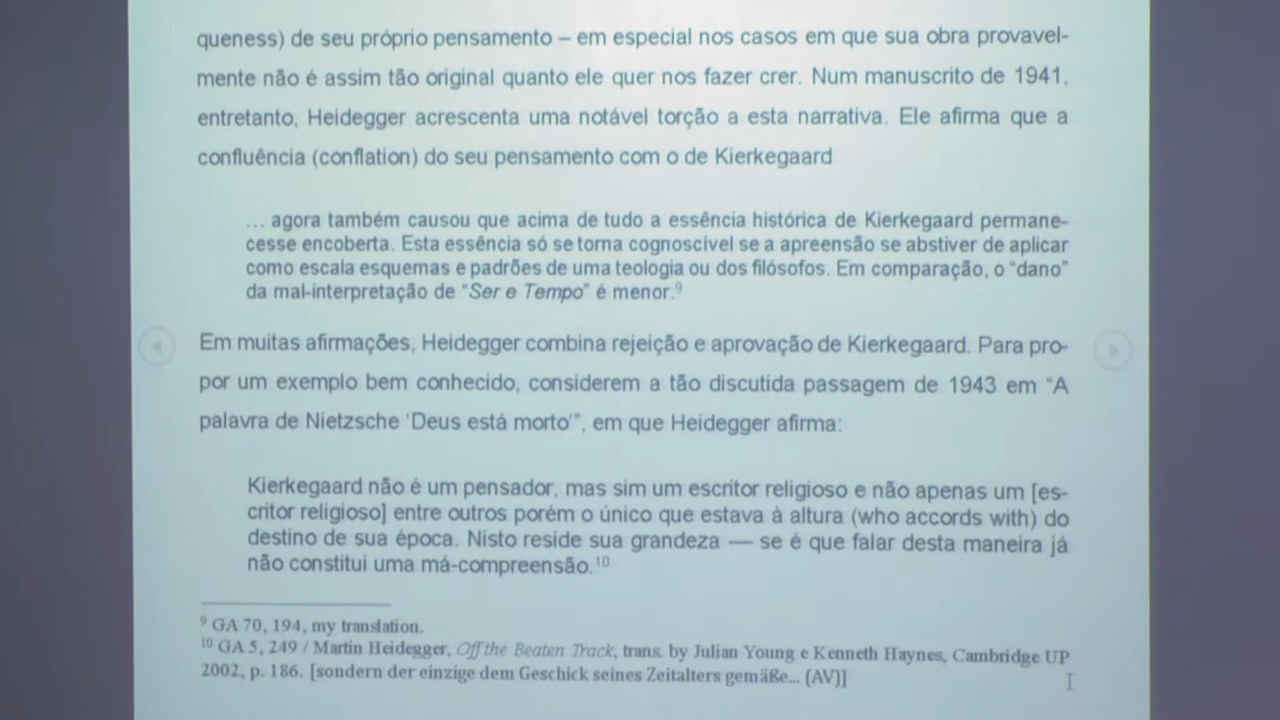 queness) de seu próprio pensamento – em especial nos casos em que sua obra provavel-
mente não é assim tão original quanto ele quer nos fazer crer. Num manuscrito de 1941,
entretanto, Heidegger acrescenta uma notável torção a esta narrativa. Ele afirma que a
confluência (conflation) do seu pensamento com o de Kierkegaard
… agora também causou que acima de tudo a essência histórica de Kierkegaard permane-
cesse encoberta. Esta essência só se torna cognoscível se a apreensão se abstiver de aplicar
como escala esquemas e padrões de uma teologia ou dos filósofos. Em comparação, o “dano”
da mal-interpretação de “Ser e Tempo” é menor.⁹
Em muitas afirmações, Heidegger combina rejeição e aprovação de Kierkegaard. Para pro-
por um exemplo bem conhecido, considerem a tão discutida passagem de 1943 em “A
palavra de Nietzsche ‘Deus está morto’”, em que Heidegger afirma:
Kierkegaard não é um pensador, mas sim um escritor religioso e não apenas um [es-
critor religioso] entre outros porém o único que estava à altura (who accords with) do
destino de sua época. Nisto reside sua grandeza — se é que falar desta maneira já
não constitui uma má-compreensão.¹⁰
⁹ GA 70, 194, my translation.
¹⁰ GA 5, 249 / Martin Heidegger, Off the Beaten Track, trans. by Julian Young e Kenneth Haynes, Cambridge UP
2002, p. 186. [sondern der einzige dem Geschick seines Zeitalters gemäße... (AV)]